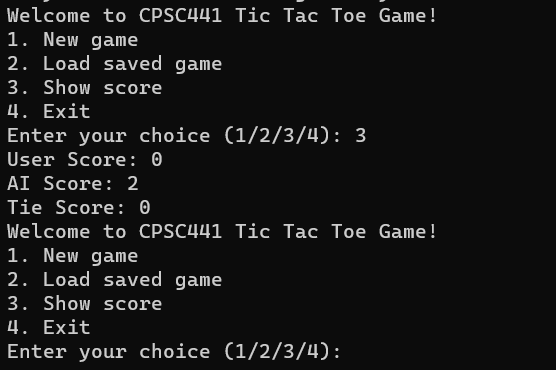 Welcome to CPSC441 Tic Tac Toe Game!
1. New game
2. Load saved game
3. Show score
4. Exit
Enter your choice (1/2/3/4): 3
User Score: 0
AI Score: 2
Tie Score: 0
Welcome to CPSC441 Tic Tac Toe Game!
1. New game
2. Load saved game
3. Show score
4. Exit
Enter your choice (1/2/3/4):